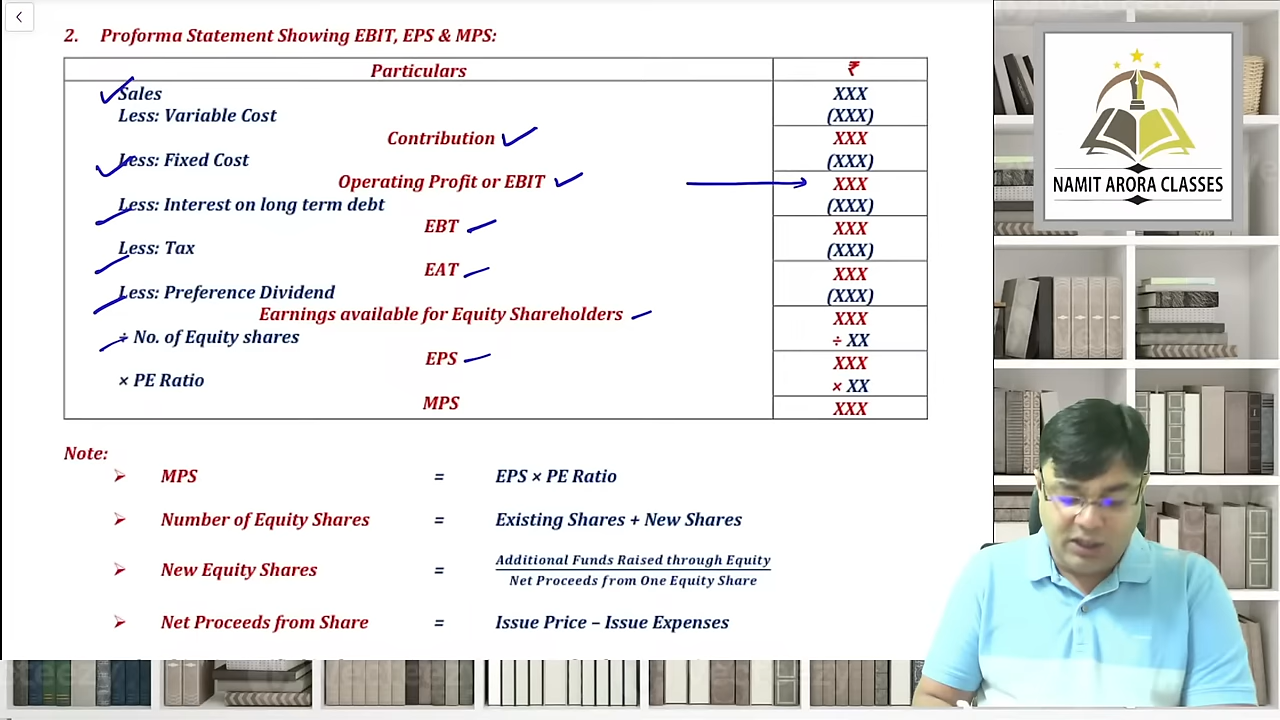 2. Proforma Statement Showing EBIT, EPS & MPS:
Particulars ₹
Sales XXX
Less: Variable Cost (XXX)
Contribution XXX
Less: Fixed Cost (XXX)
Operating Profit or EBIT XXX
Less: Interest on long term debt (XXX)
EBT XXX
Less: Tax (XXX)
EAT XXX
Less: Preference Dividend (XXX)
Earnings available for Equity Shareholders XXX
÷ No. of Equity shares ÷ XX
EPS XXX
× PE Ratio × XX
MPS XXX
Note:
➢ MPS = EPS × PE Ratio
➢ Number of Equity Shares = Existing Shares + New Shares
➢ New Equity Shares = Additional Funds Raised through Equity
Net Proceeds from One Equity Share
➢ Net Proceeds from Share = Issue Price – Issue Expenses
NAMIT ARORA CLASSES